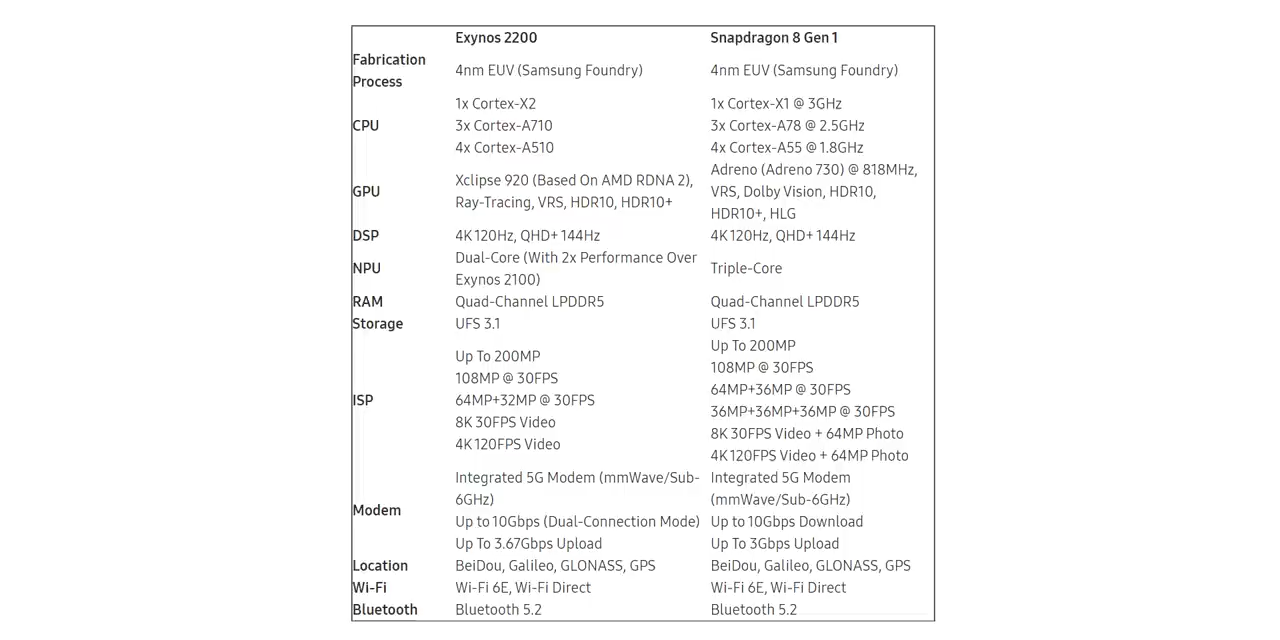 Exynos 2200 Snapdragon 8 Gen 1
Fabrication Process 4nm EUV (Samsung Foundry) 4nm EUV (Samsung Foundry)
CPU
1x Cortex-X2
3x Cortex-A710
4x Cortex-A510
1x Cortex-X1 @ 3GHz
3x Cortex-A78 @ 2.5GHz
4x Cortex-A55 @ 1.8GHz
GPU
Xclipse 920 (Based On AMD RDNA 2),
Ray-Tracing, VRS, HDR10, HDR10+
Adreno (Adreno 730) @ 818MHz,
VRS, Dolby Vision, HDR10,
HDR10+, HLG
DSP 4K 120Hz, QHD+ 144Hz 4K 120Hz, QHD+ 144Hz
NPU
Dual-Core (With 2x Performance Over
Exynos 2100)
Triple-Core
RAM Quad-Channel LPDDR5 Quad-Channel LPDDR5
Storage UFS 3.1 UFS 3.1
ISP
Up To 200MP
108MP @ 30FPS
64MP+32MP @ 30FPS
8K 30FPS Video
4K 120FPS Video
Up To 200MP
108MP @ 30FPS
64MP+36MP @ 30FPS
36MP+36MP+36MP @ 30FPS
8K 30FPS Video + 64MP Photo
4K 120FPS Video + 64MP Photo
Modem
Integrated 5G Modem (mmWave/Sub-
6GHz)
Up to 10Gbps (Dual-Connection Mode)
Up To 3.67Gbps Upload
Integrated 5G Modem
(mmWave/Sub-6GHz)
Up to 10Gbps Download
Up To 3Gbps Upload
Location BeiDou, Galileo, GLONASS, GPS BeiDou, Galileo, GLONASS, GPS
Wi-Fi Wi-Fi 6E, Wi-Fi Direct Wi-Fi 6E, Wi-Fi Direct
Bluetooth Bluetooth 5.2 Bluetooth 5.2